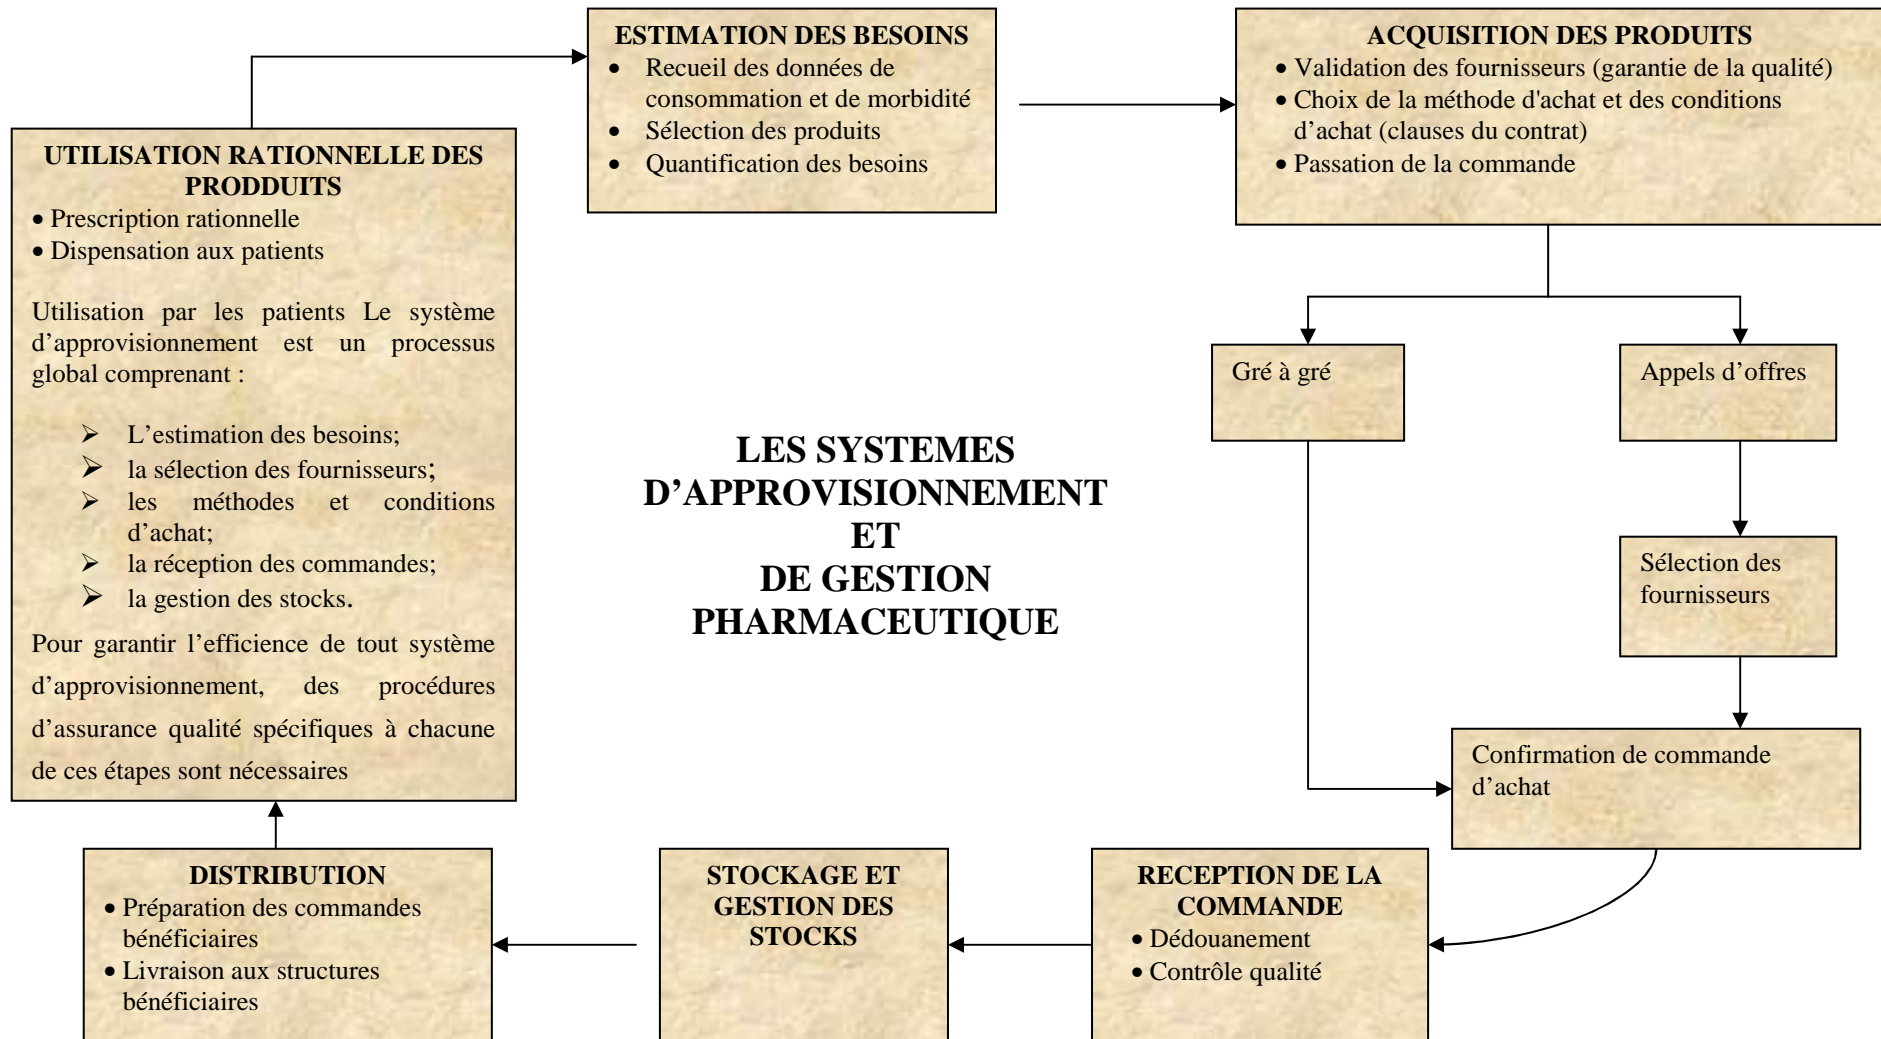 ESTIMATION DES BESOINS
• Recueil des données de
consommation et de morbidité
• Sélection des produits
• Quantification des besoins
ACQUISITION DES PRODUITS
• Validation des fournisseurs (garantie de la qualité)
• Choix de la méthode d'achat et des conditions
d’achat (clauses du contrat)
• Passation de la commande
UTILISATION RATIONNELLE DES
PRODDUITS
• Prescription rationnelle
• Dispensation aux patients
Utilisation par les patients Le système
d’approvisionnement est un processus
global comprenant :
➢ L’estimation des besoins;
➢ la sélection des fournisseurs;
➢ les méthodes et conditions
d’achat;
➢ la réception des commandes;
➢ la gestion des stocks.
Pour garantir l’efficience de tout système
d’approvisionnement, des procédures
d’assurance qualité spécifiques à chacune
de ces étapes sont nécessaires
LES SYSTEMES
D’APPROVISIONNEMENT
ET
DE GESTION
PHARMACEUTIQUE
Gré à gré
Appels d’offres
Sélection des
fournisseurs
Confirmation de commande
d’achat
RECEPTION DE LA
COMMANDE
• Dédouanement
• Contrôle qualité
STOCKAGE ET
GESTION DES
STOCKS
DISTRIBUTION
• Préparation des commandes
bénéficiaires
• Livraison aux structures
bénéficiaires